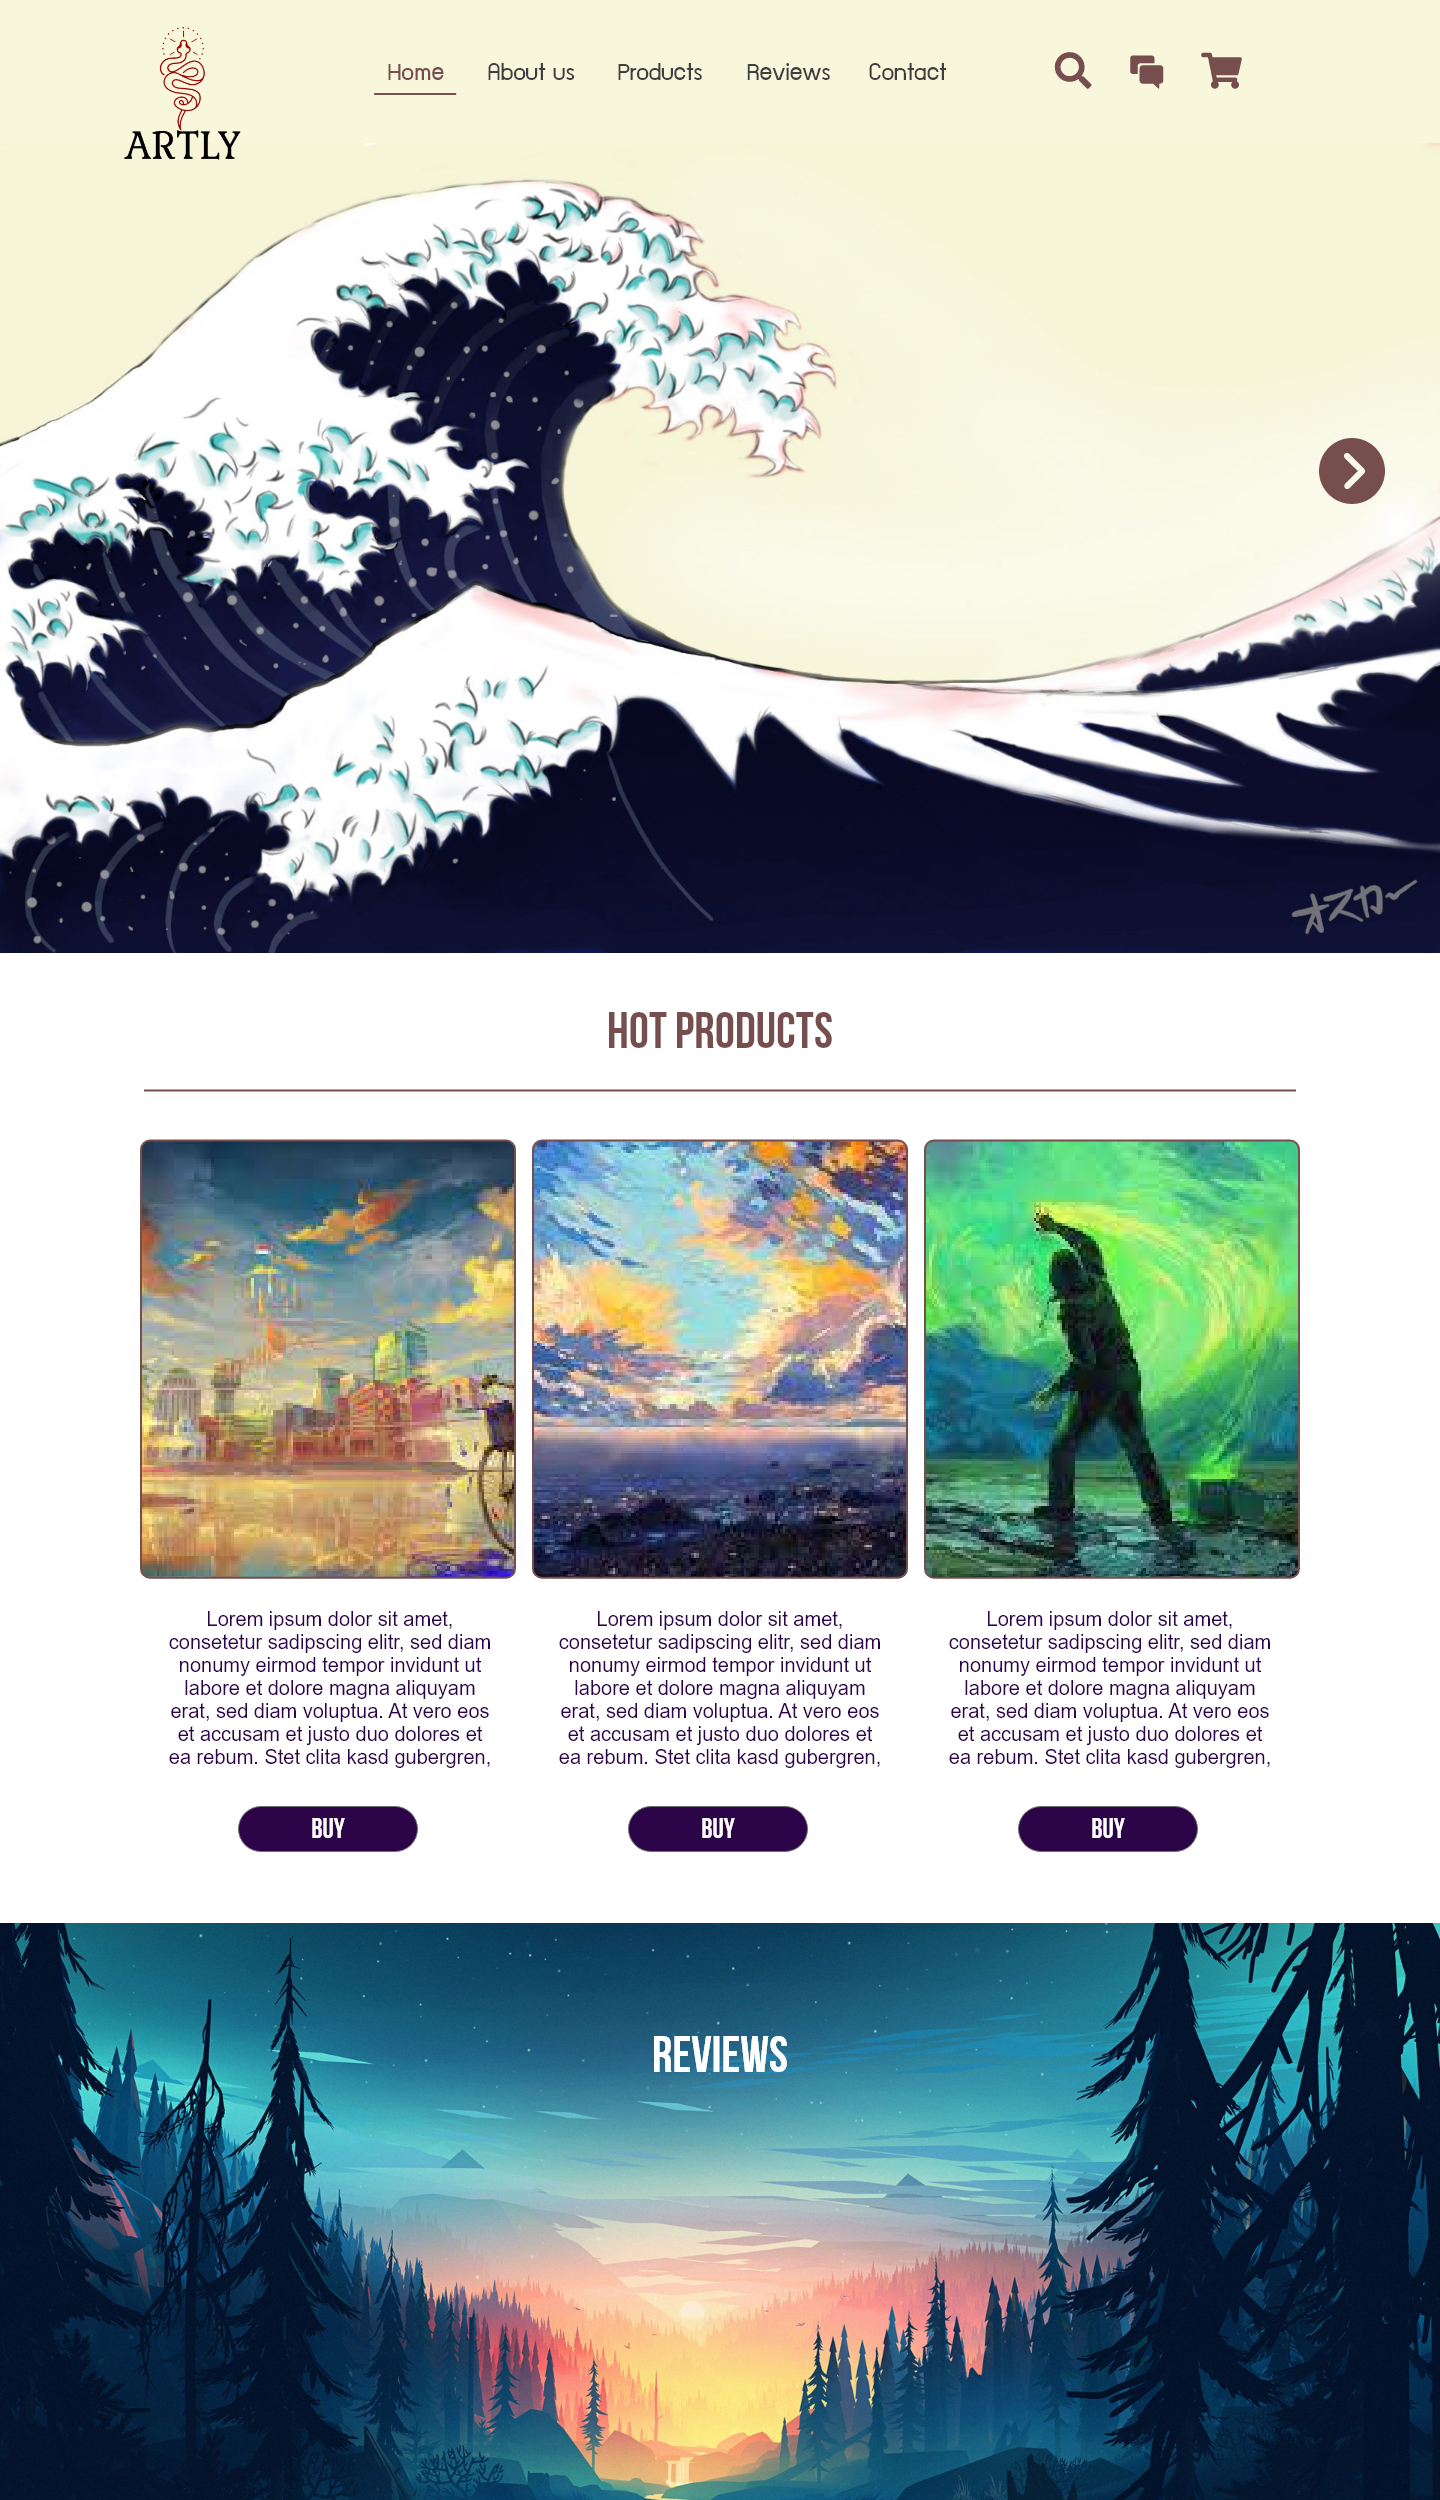 ARTLY
Home About us Products Reviews Contact
オスカー
HOT PRODUCTS
Lorem ipsum dolor sit amet,
consetetur sadipscing elitr, sed diam
nonumy eirmod tempor invidunt ut
labore et dolore magna aliquyam
erat, sed diam voluptua. At vero eos
et accusam et justo duo dolores et
ea rebum. Stet clita kasd gubergren,
BUY
Lorem ipsum dolor sit amet,
consetetur sadipscing elitr, sed diam
nonumy eirmod tempor invidunt ut
labore et dolore magna aliquyam
erat, sed diam voluptua. At vero eos
et accusam et justo duo dolores et
ea rebum. Stet clita kasd gubergren,
BUY
Lorem ipsum dolor sit amet,
consetetur sadipscing elitr, sed diam
nonumy eirmod tempor invidunt ut
labore et dolore magna aliquyam
erat, sed diam voluptua. At vero eos
et accusam et justo duo dolores et
ea rebum. Stet clita kasd gubergren,
BUY
REVIEWS